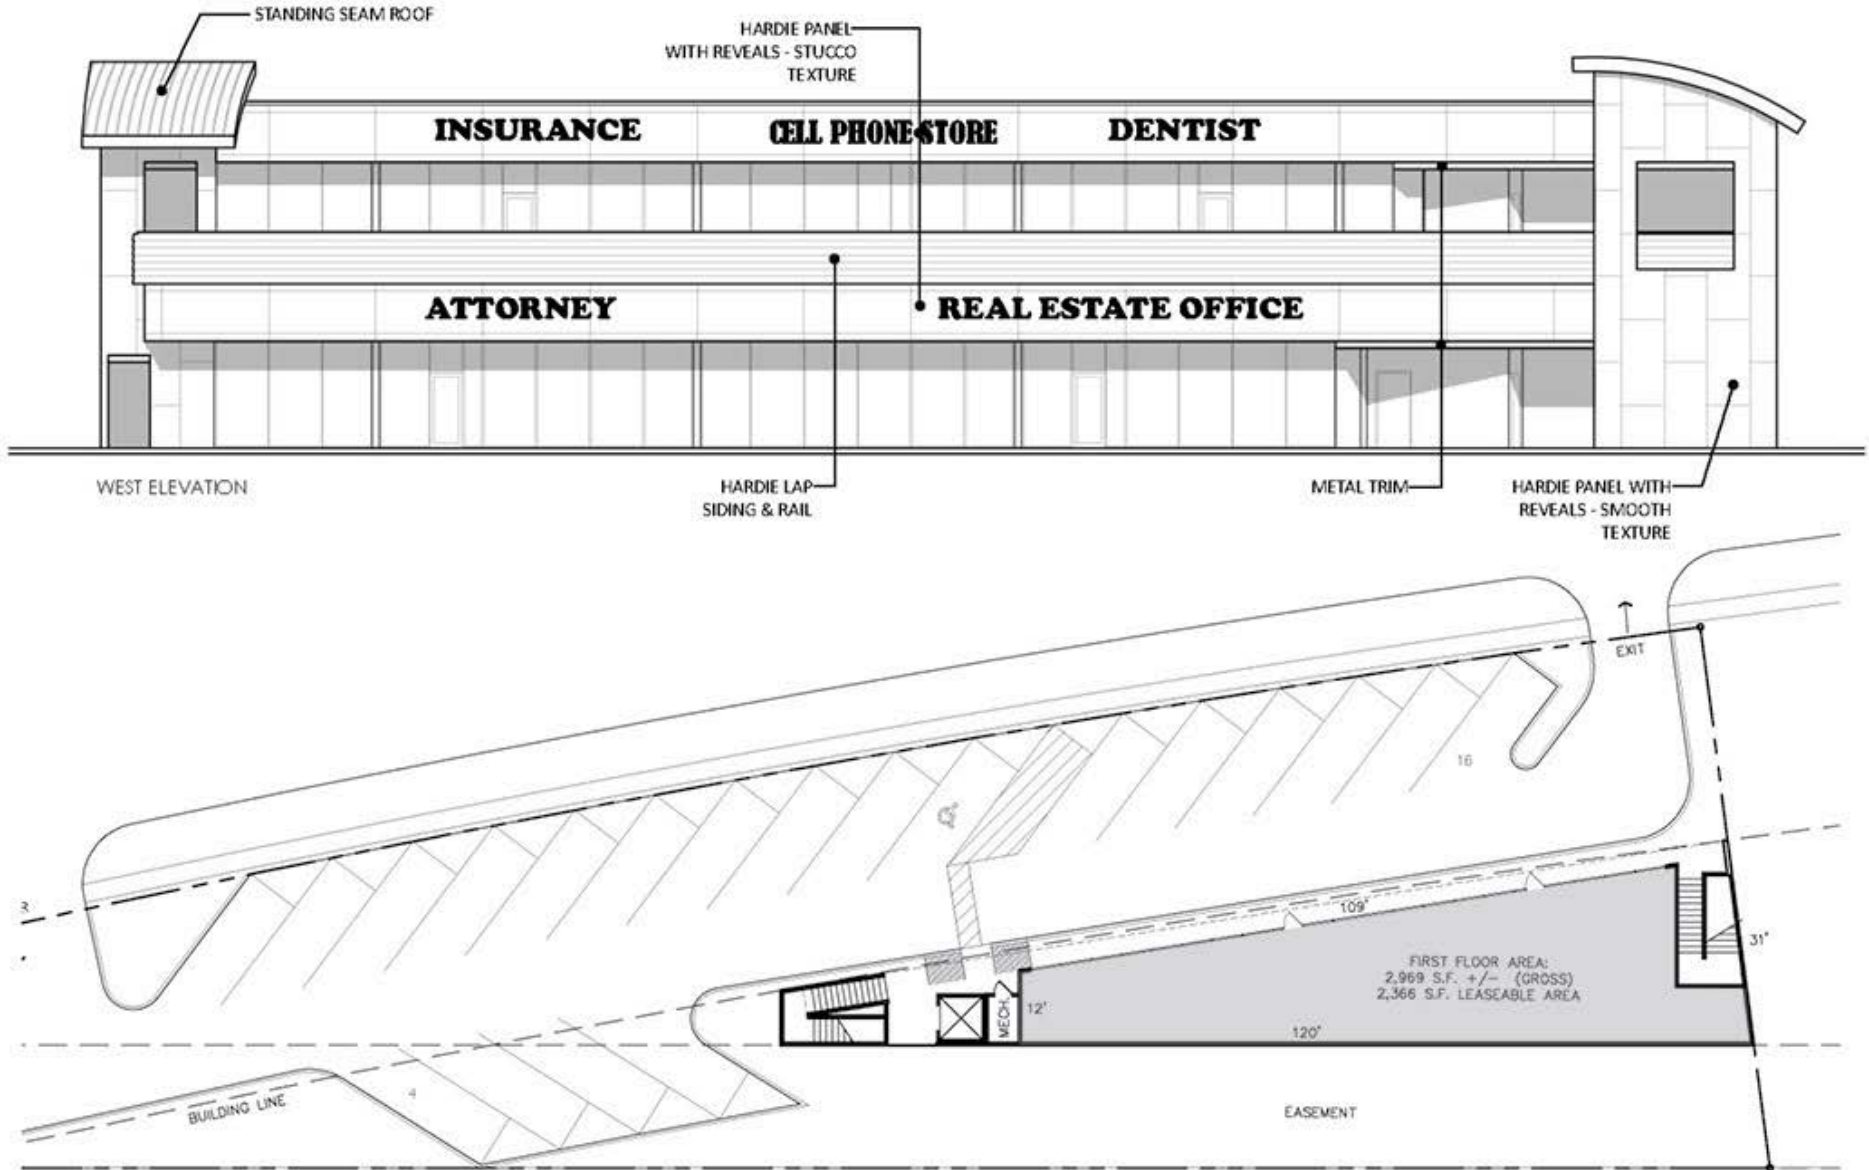 STANDING SEAM ROOF
HARDIE PANEL
WITH REVEALS - STUCCO
TEXTURE
INSURANCE
CELL PHONE STORE
DENTIST
ATTORNEY
REAL ESTATE OFFICE
WEST ELEVATION
HARDIE LAP
SIDING & RAIL
METAL TRIM
HARDIE PANEL WITH
REVEALS - SMOOTH
TEXTURE
EXIT
16
109'
31'
FIRST FLOOR AREA:
2,969 S.F. +/- (GROSS)
2,366 S.F. LEASEABLE AREA
12'
MECH.
120'
4
BUILDING LINE
EASEMENT